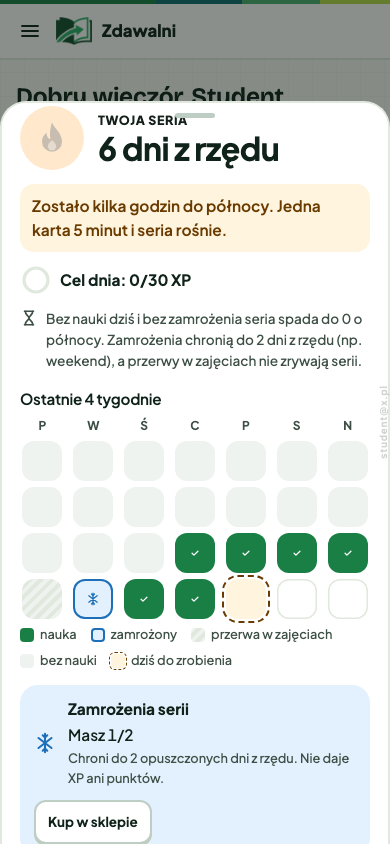 Zdawalni
Dobry wieczór, Student
TWOJA SERIA
6 dni z rzędu
Zostało kilka godzin do północy. Jedna
karta 5 minut i seria rośnie.
Cel dnia: 0/30 XP
Bez nauki dziś i bez zamrożenia seria spada do 0 o
północy. Zamrożenia chronią do 2 dni z rzędu (np.
weekend), a przerwy w zajęciach nie zrywają serii.
Ostatnie 4 tygodnie
P W Ś C P S N
nauka zamrożony przerwa w zajęciach
bez nauki dziś do zrobienia
Zamrożenia serii
Masz 1/2
Chroni do 2 opuszczonych dni z rzędu. Nie daje
XP ani punktów.
Kup w sklepie
student@x.pl